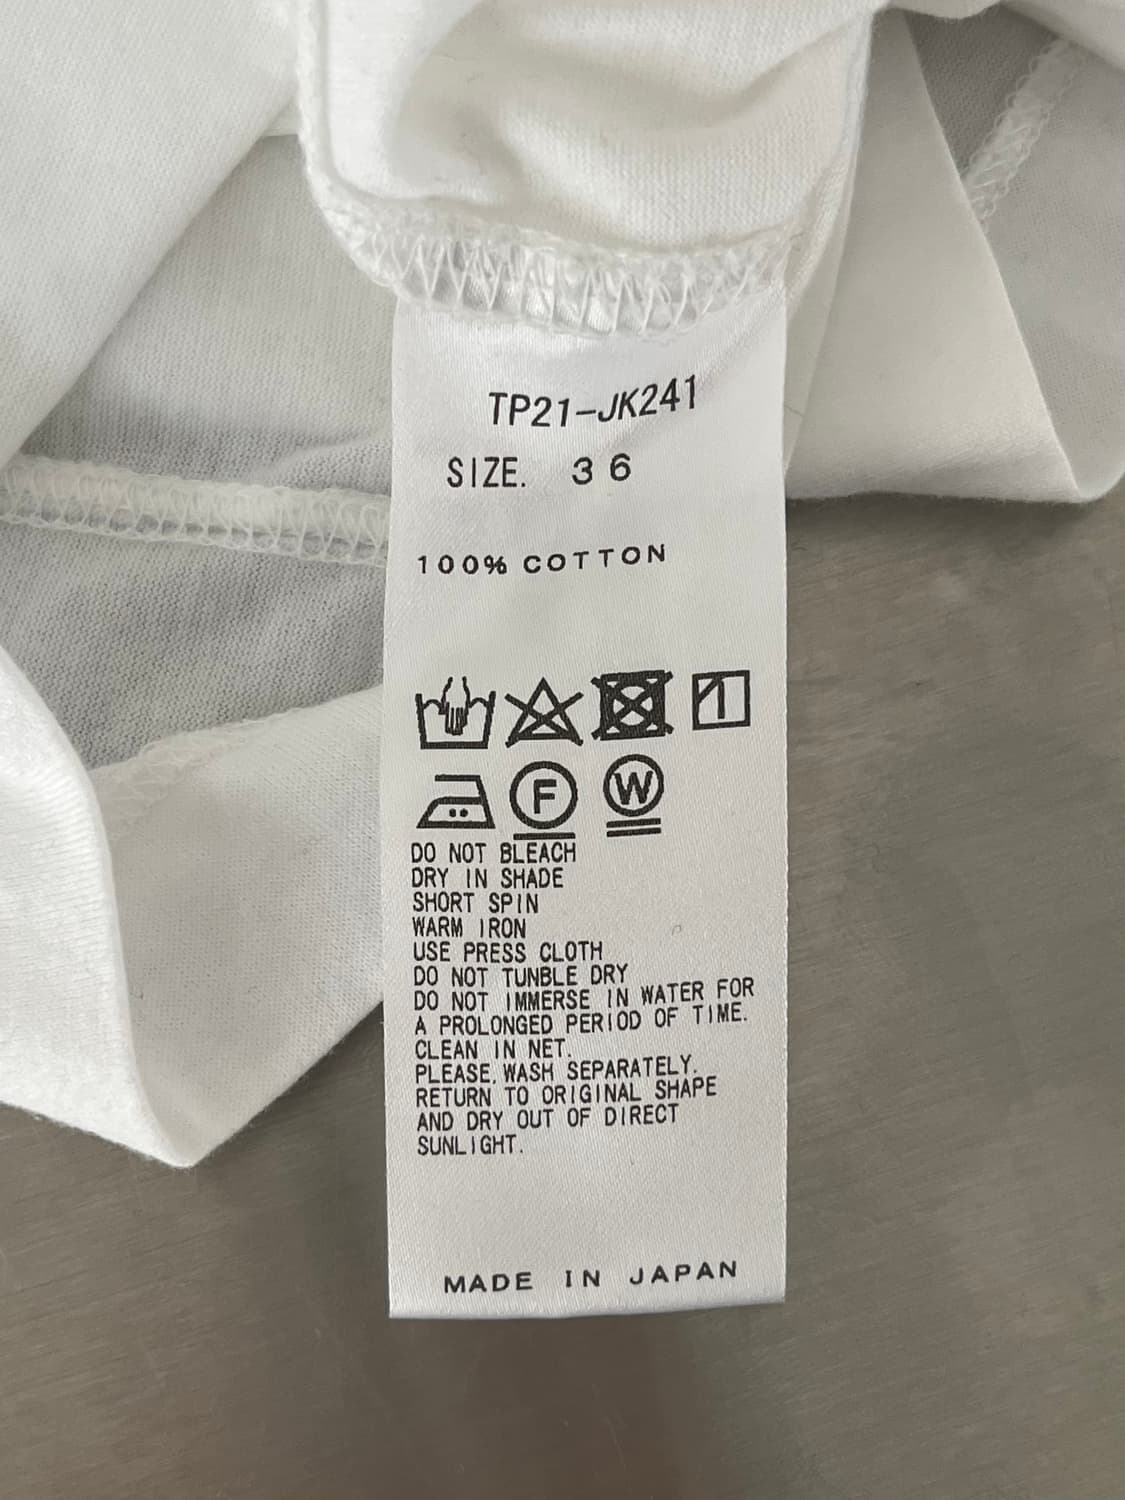 TP21-JK241
SIZE. 36
100% COTTON
F W
DO NOT BLEACH
DRY IN SHADE
SHORT SPIN
WARM IRON
USE PRESS CLOTH
DO NOT TUNBLE DRY
DO NOT IMMERSE IN WATER FOR
A PROLONGED PERIOD OF TIME.
CLEAN IN NET.
PLEASE. WASH SEPARATELY.
RETURN TO ORIGINAL SHAPE
AND DRY OUT OF DIRECT
SUNLIGHT.
MADE IN JAPAN